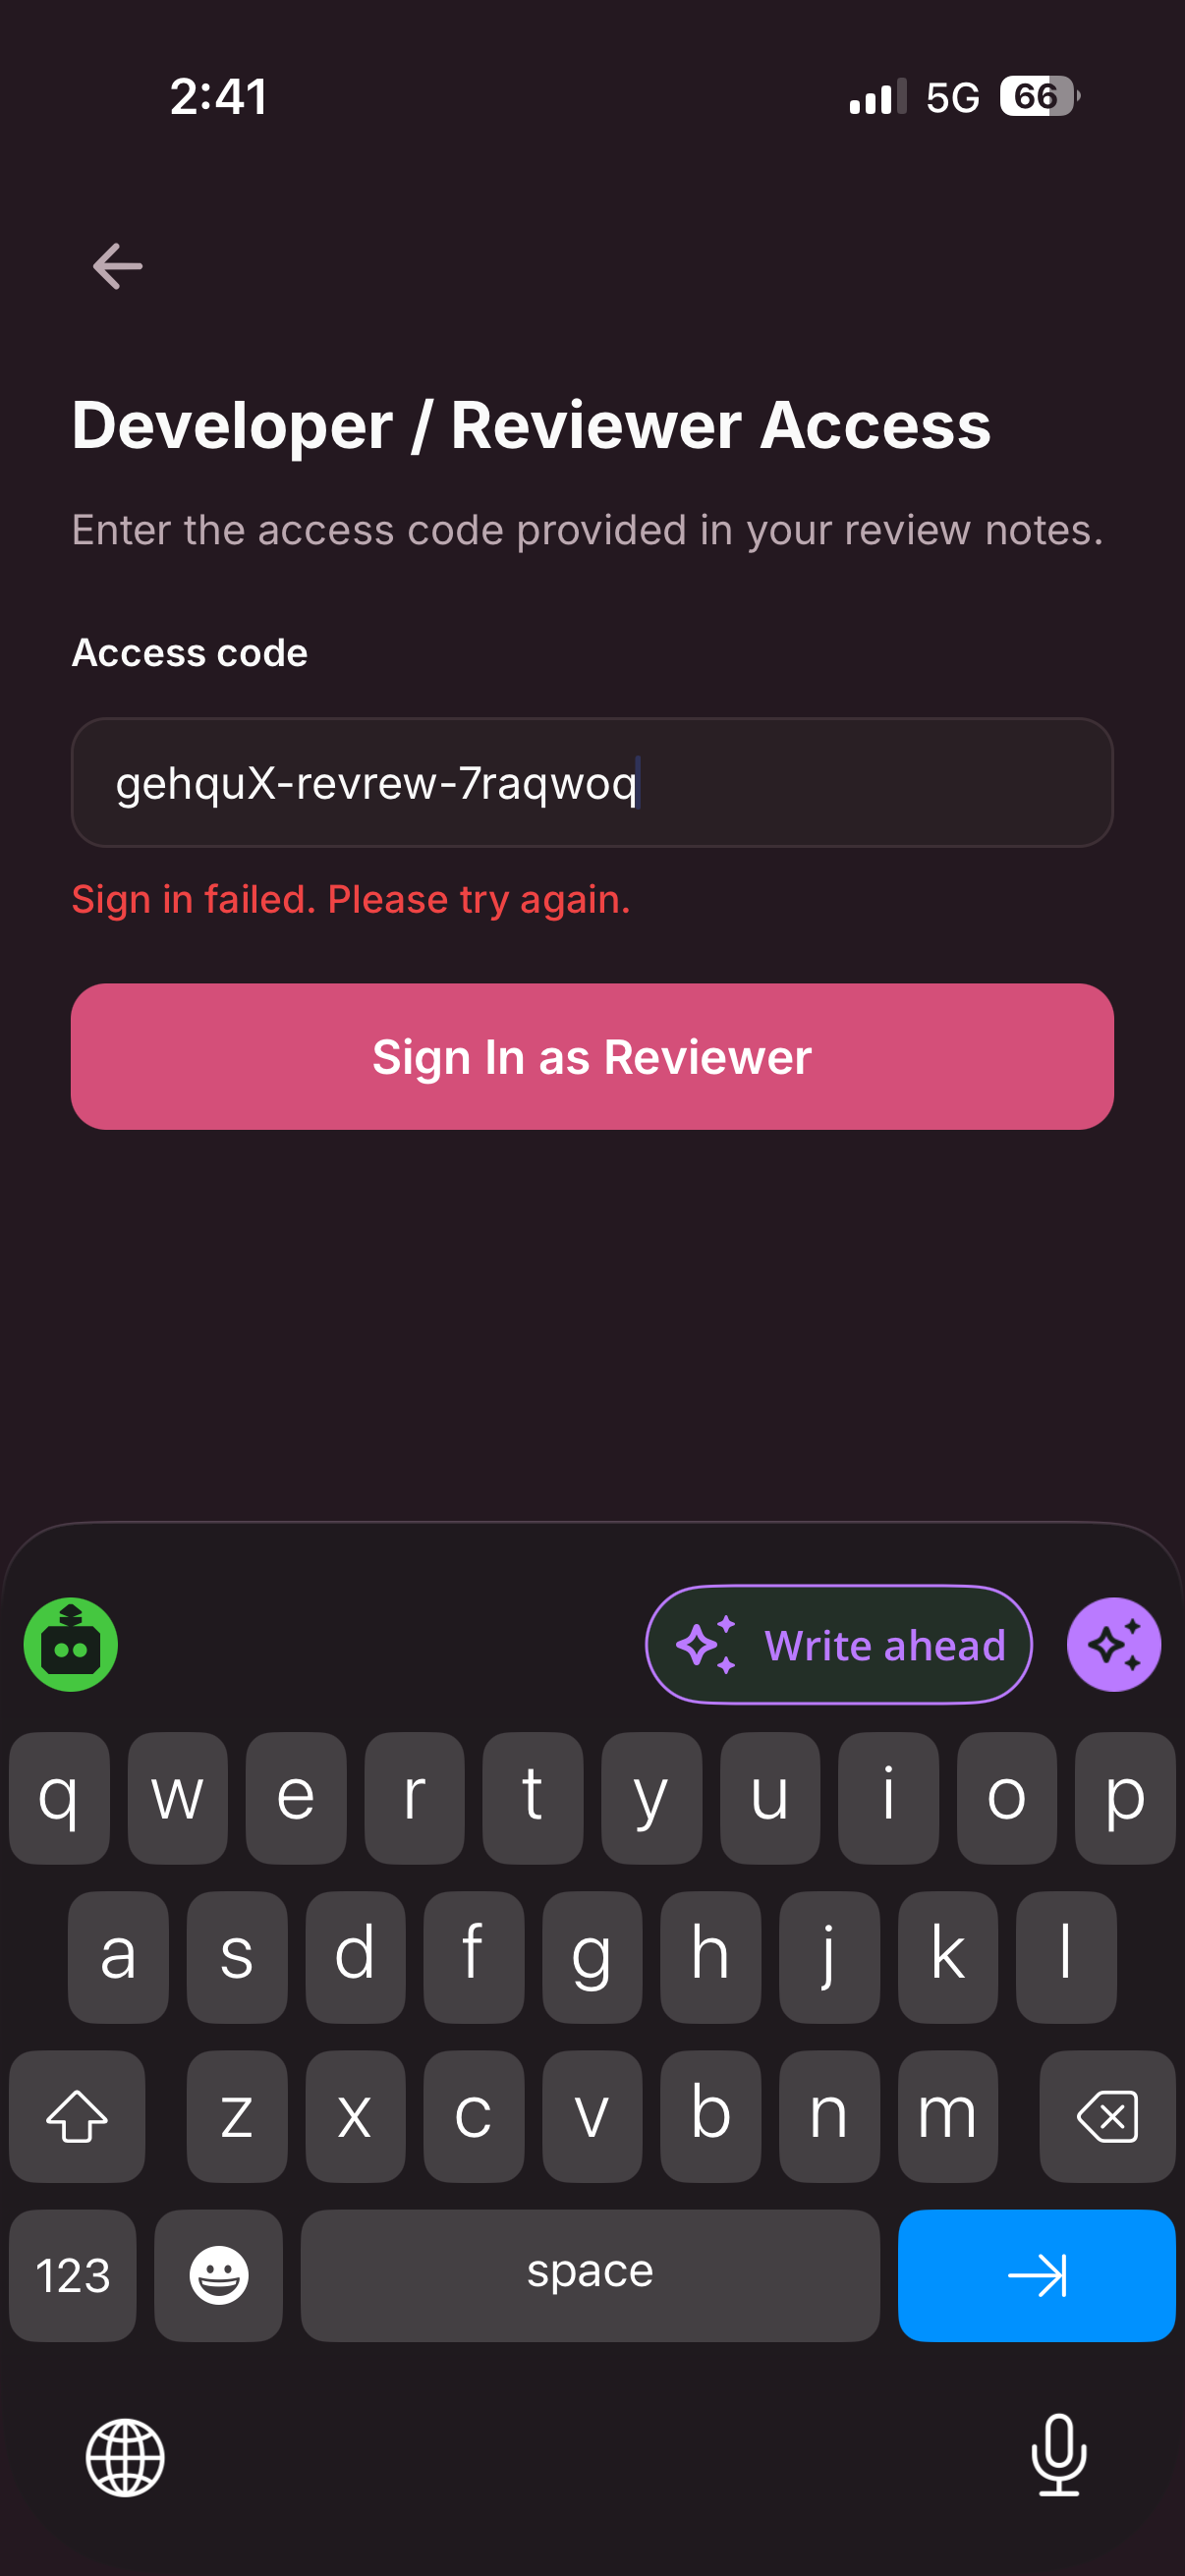 2:41
5G
66
Developer / Reviewer Access
Enter the access code provided in your review notes.
Access code
gehquX-revrew-7raqwoq
Sign in failed. Please try again.
Sign In as Reviewer
Write ahead
q w e r t y u i o p
a s d f g h j k l
z x c v b n m
123
space